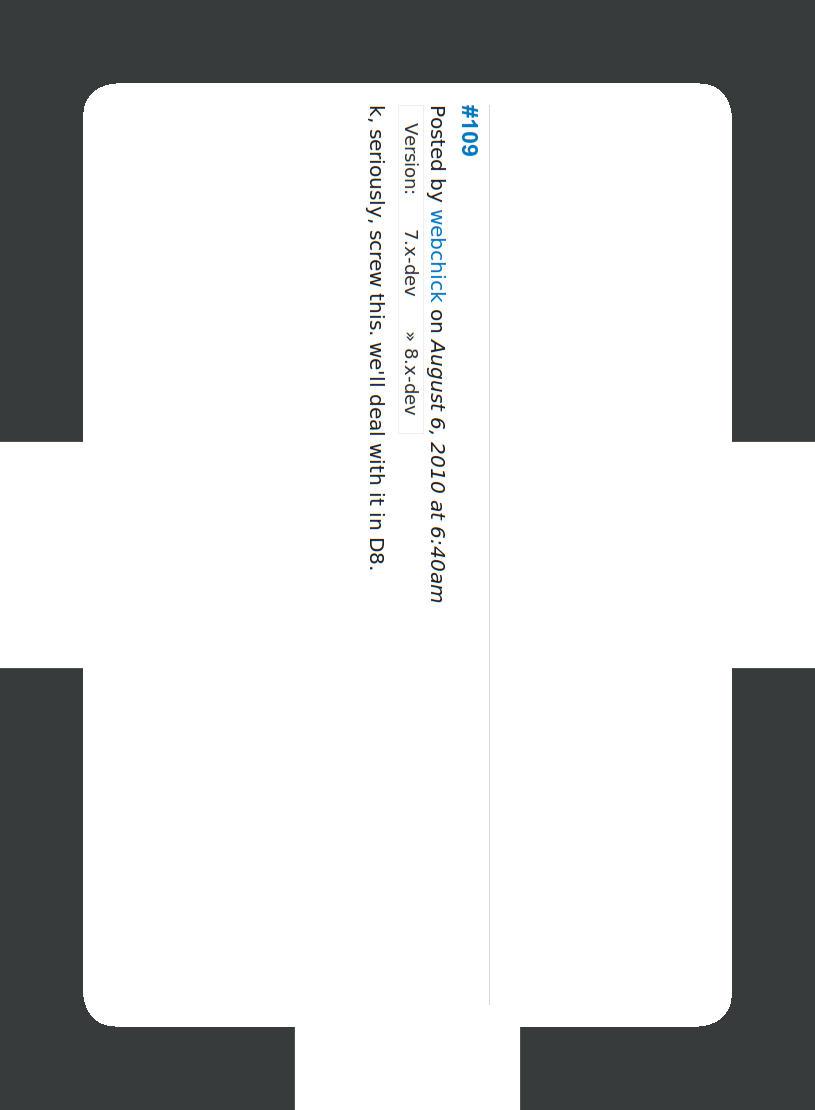 #109
Posted by webchick on August 6, 2010 at 6:40am
Version: 7.x-dev » 8.x-dev
k, seriously, screw this. we'll deal with it in D8.